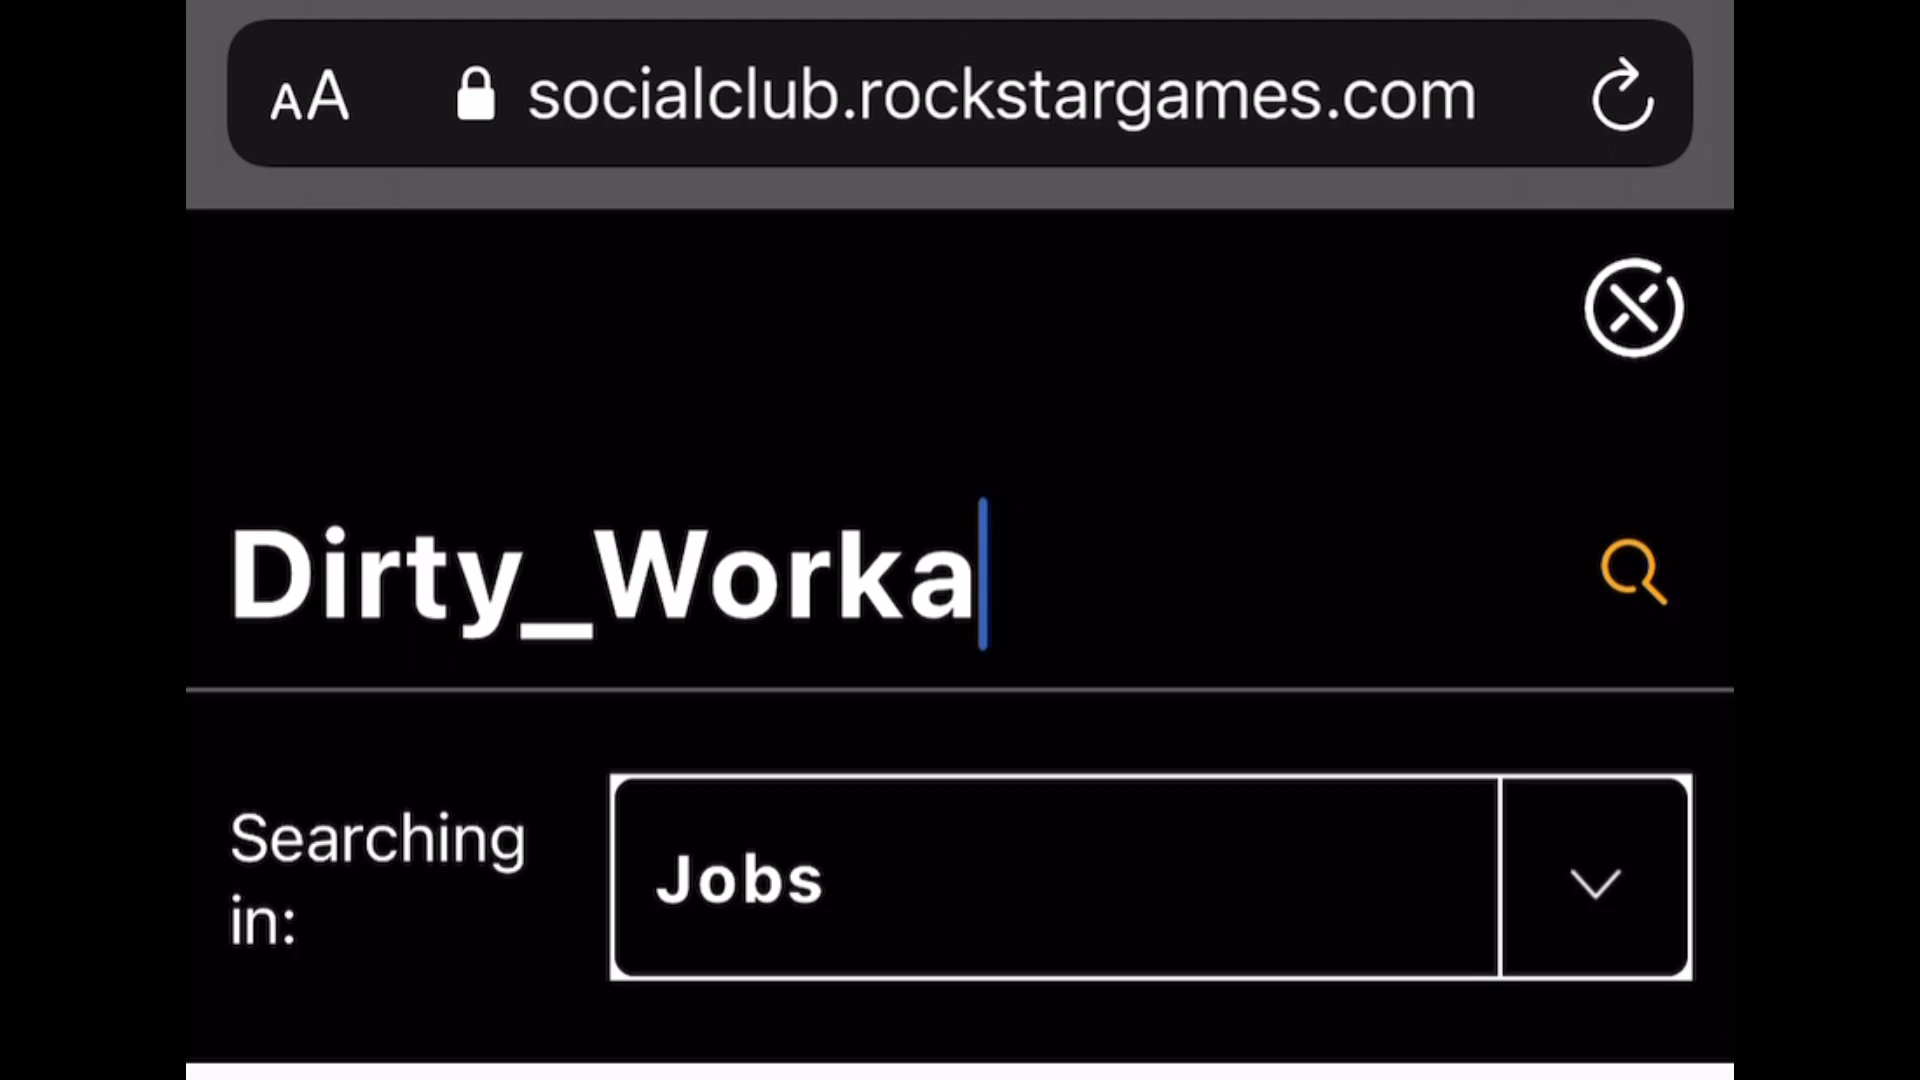 AA socialclub.rockstargames.com
Dirty_Worka
Searching
in:
Jobs